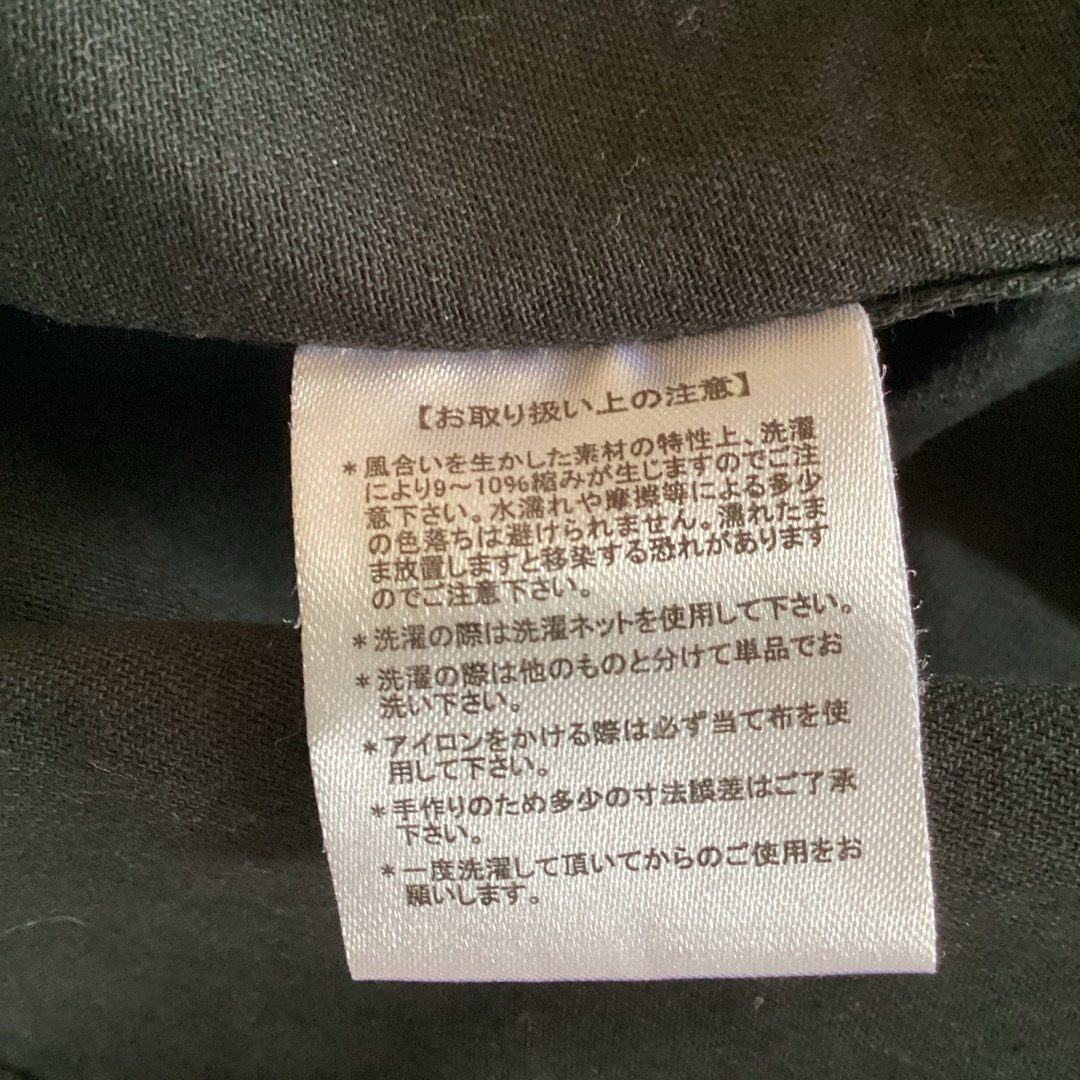 【お取り扱い上の注意】
*風合いを生かした素材の特性上、洗濯
により9～10%縮みが生じますのでご注
意下さい。水濡れや摩擦等による多少
の色落ちは避けられません。濡れたま
ま放置しますと移染する恐れがあります
のでご注意下さい。
*洗濯の際は洗濯ネットを使用して下さい。
*洗濯の際は他のものと分けて単品でお
洗い下さい。
*アイロンをかける際は必ず当て布を使
用して下さい。
*手作りのため多少の寸法誤差はご了承
下さい。
*一度洗濯して頂いてからのご使用をお
願いします。